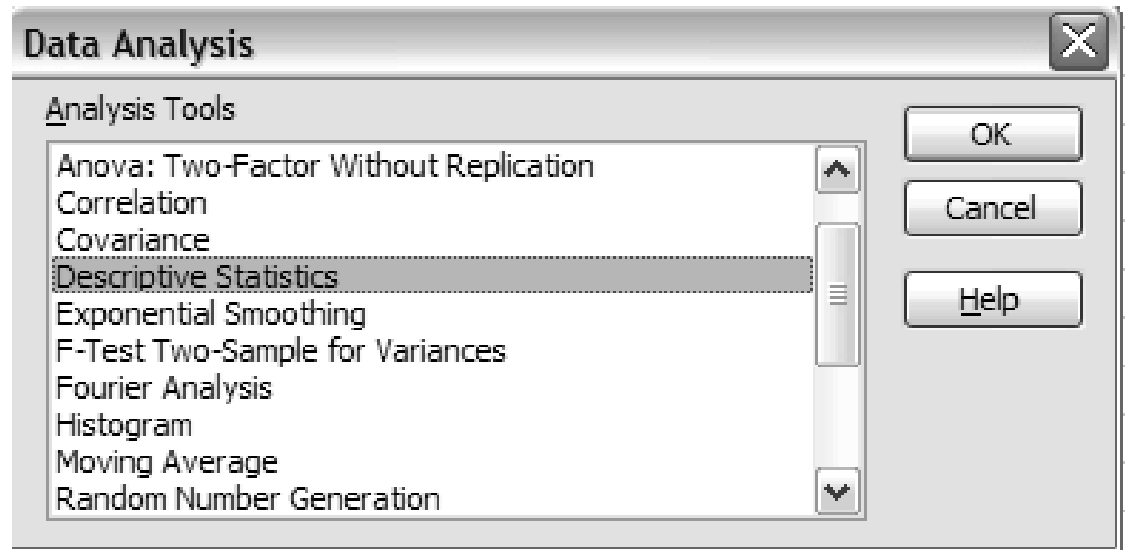 Data Analysis
Analysis Tools
Anova: Two-Factor Without Replication
Correlation
Covariance
Descriptive Statistics
Exponential Smoothing
F-Test Two-Sample for Variances
Fourier Analysis
Histogram
Moving Average
Random Number Generation
OK
Cancel
Help